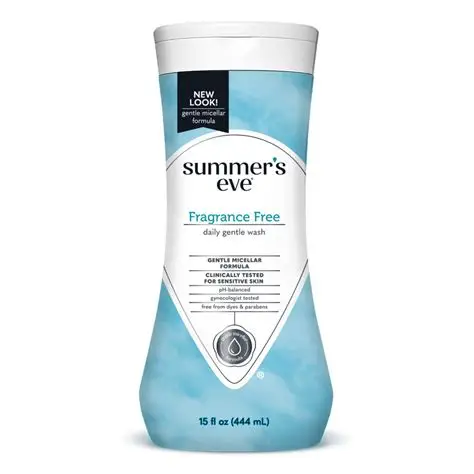 NEW
LOOK!
gentle micellar
formula
summer's
eve®
Fragrance Free
daily gentle wash
GENTLE MICELLAR
FORMULA
CLINICALLY TESTED
FOR SENSITIVE SKIN
pH-balanced
gynecologist tested
free from dyes & parabens
formula
®
15 fl oz (444 mL)